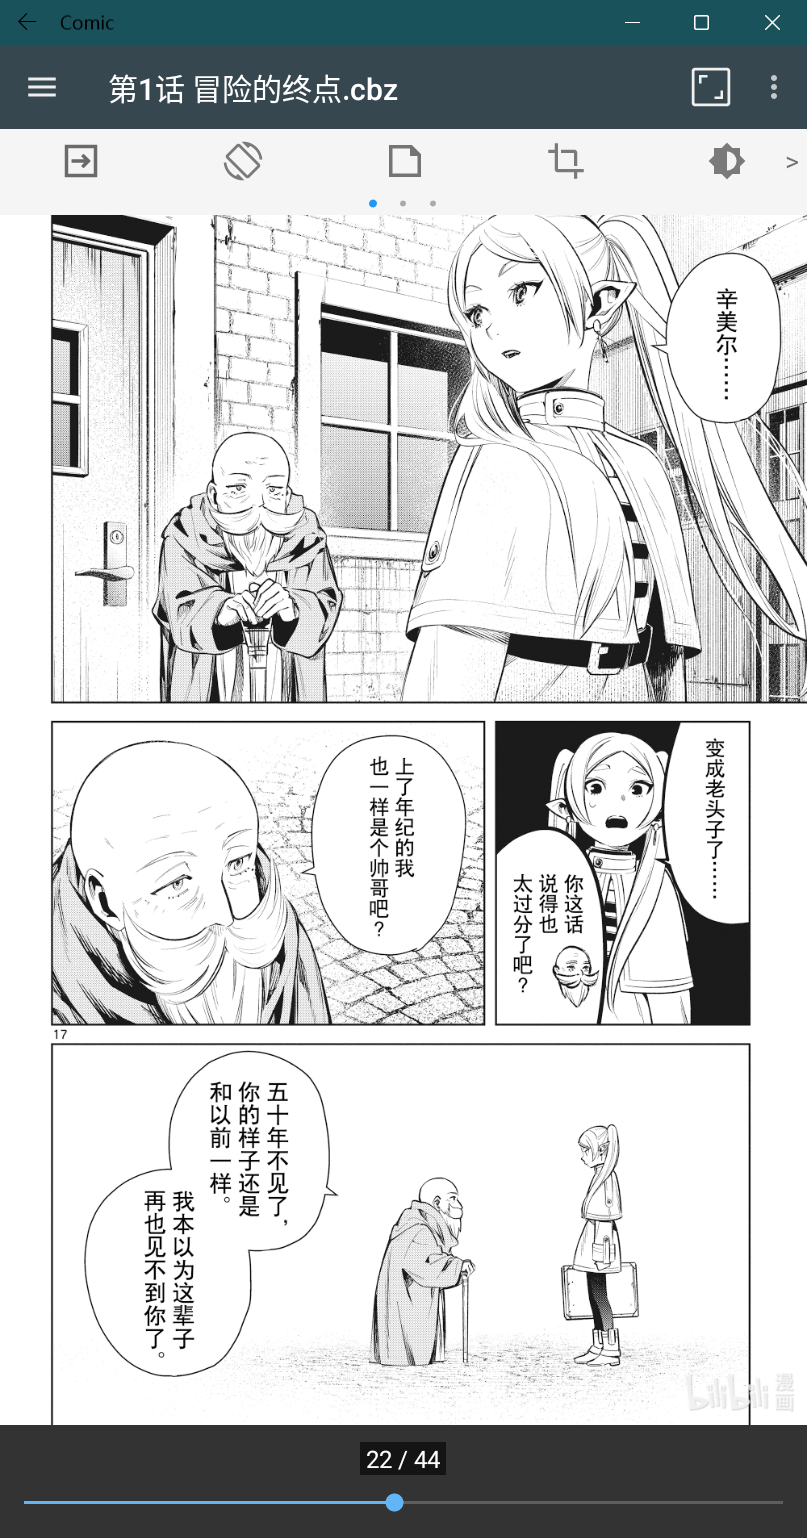 Comic
第1话 冒险的终点.cbz
>
辛美尔……
变成老头子了……
你这话
说得也
太过分了吧？
上了年纪的我
也一样是个帅哥吧？
17
五十年不见了，
你的样子还是
和以前一样。
我本以为这辈子
再也见不到你了。
bilibili 漫画
22 / 44